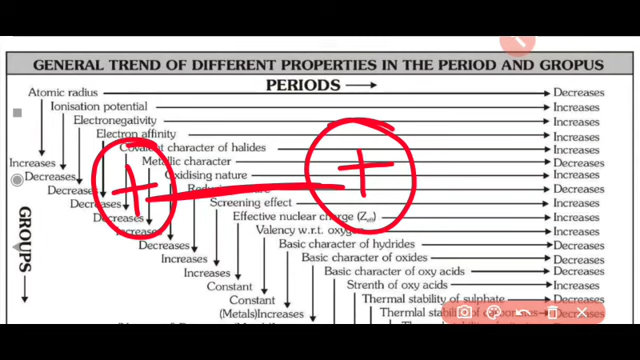 GENERAL TREND OF DIFFERENT PROPERTIES IN THE PERIOD AND GROPUS
PERIODS
Atomic radius Decreases
Ionisation potential Increases
Electronegativity Increases
Electron affinity Increases
Covalent character of halides Increases
Increases Metallic character Decreases
Decreases Oxidising nature Increases
Decreases Decreases
Decreases Screening effect Increases
Decreases Effective nuclear charge (Zeff) Increases
Valency w.r.t. oxygen Increases
Decreases Basic character of hydrides Decreases
Increases Basic character of oxides Decreases
Increases Basic character of oxy acids Decreases
Constant Strenth of oxy acids Increases
Constant Thermal stability of sulphate Decreases
(Metals)Increases Thermlal stability of
GROUPS